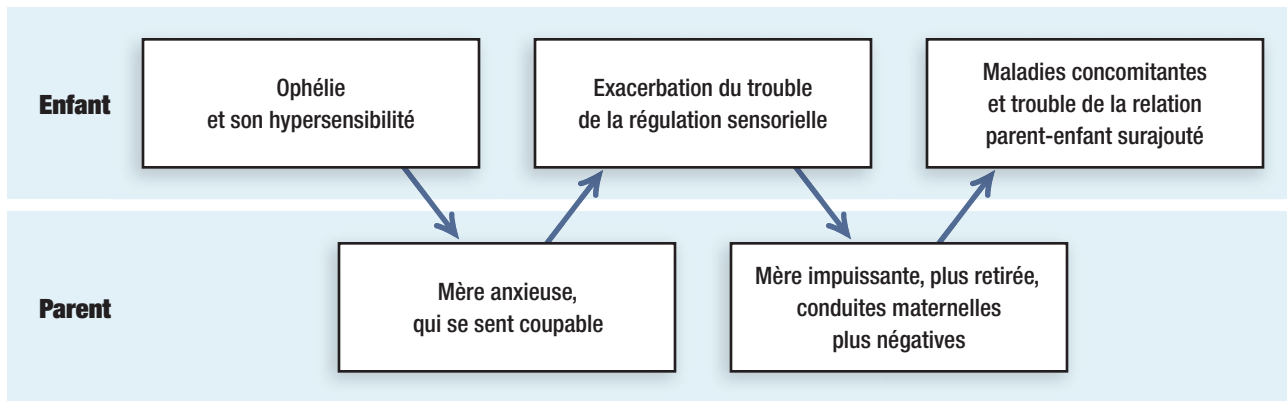 Enfant
Ophélie
et son hypersensibilité
Exacerbation du trouble
de la régulation sensorielle
Maladies concomitantes
et trouble de la relation
parent-enfant surajouté
Parent
Mère anxieuse,
qui se sent coupable
Mère impuissante, plus retirée,
conduites maternelles
plus négatives